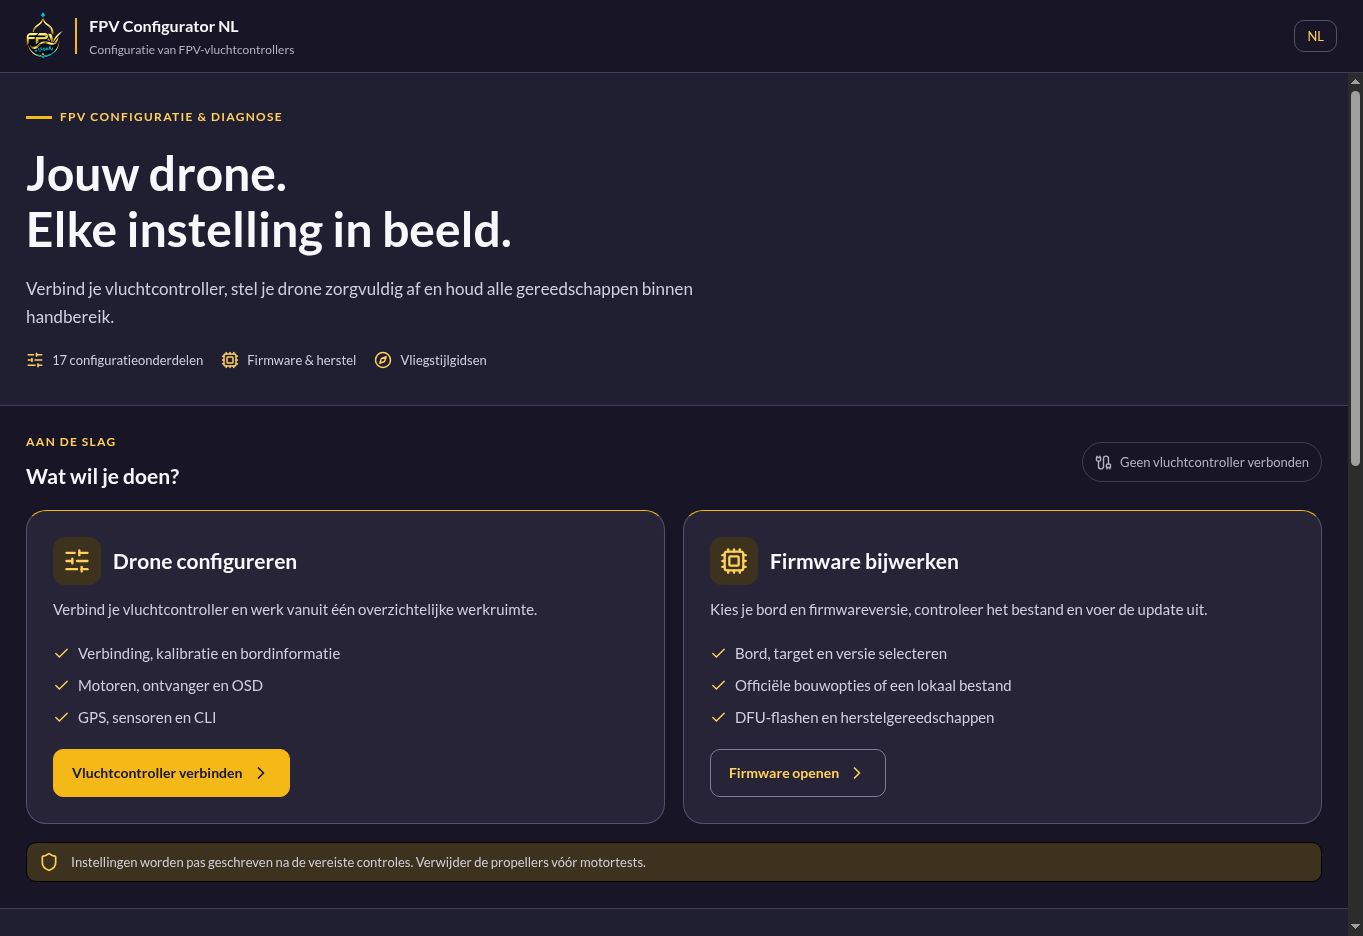 FPV
FPV Configurator NL
Configuratie van FPV-vluchtcontrollers
NL
FPV CONFIGURATIE & DIAGNOSE
Jouw drone.
Elke instelling in beeld.
Verbind je vluchtcontroller, stel je drone zorgvuldig af en houd alle gereedschappen binnen
handbereik.
17 configuratieonderdelen
Firmware & herstel
Vliegstijlgidsen
AAN DE SLAG
Wat wil je doen?
Geen vluchtcontroller verbonden
Drone configureren
Verbind je vluchtcontroller en werk vanuit één overzichtelijke werkruimte.
Verbinding, kalibratie en bordinformatie
Motoren, ontvanger en OSD
GPS, sensoren en CLI
Vluchtcontroller verbinden
Firmware bijwerken
Kies je bord en firmwareversie, controleer het bestand en voer de update uit.
Bord, target en versie selecteren
Officiële bouwopties of een lokaal bestand
DFU-flashen en herstelgereedschappen
Firmware openen
Instellingen worden pas geschreven na de vereiste controles. Verwijder de propellers vóór motortests.